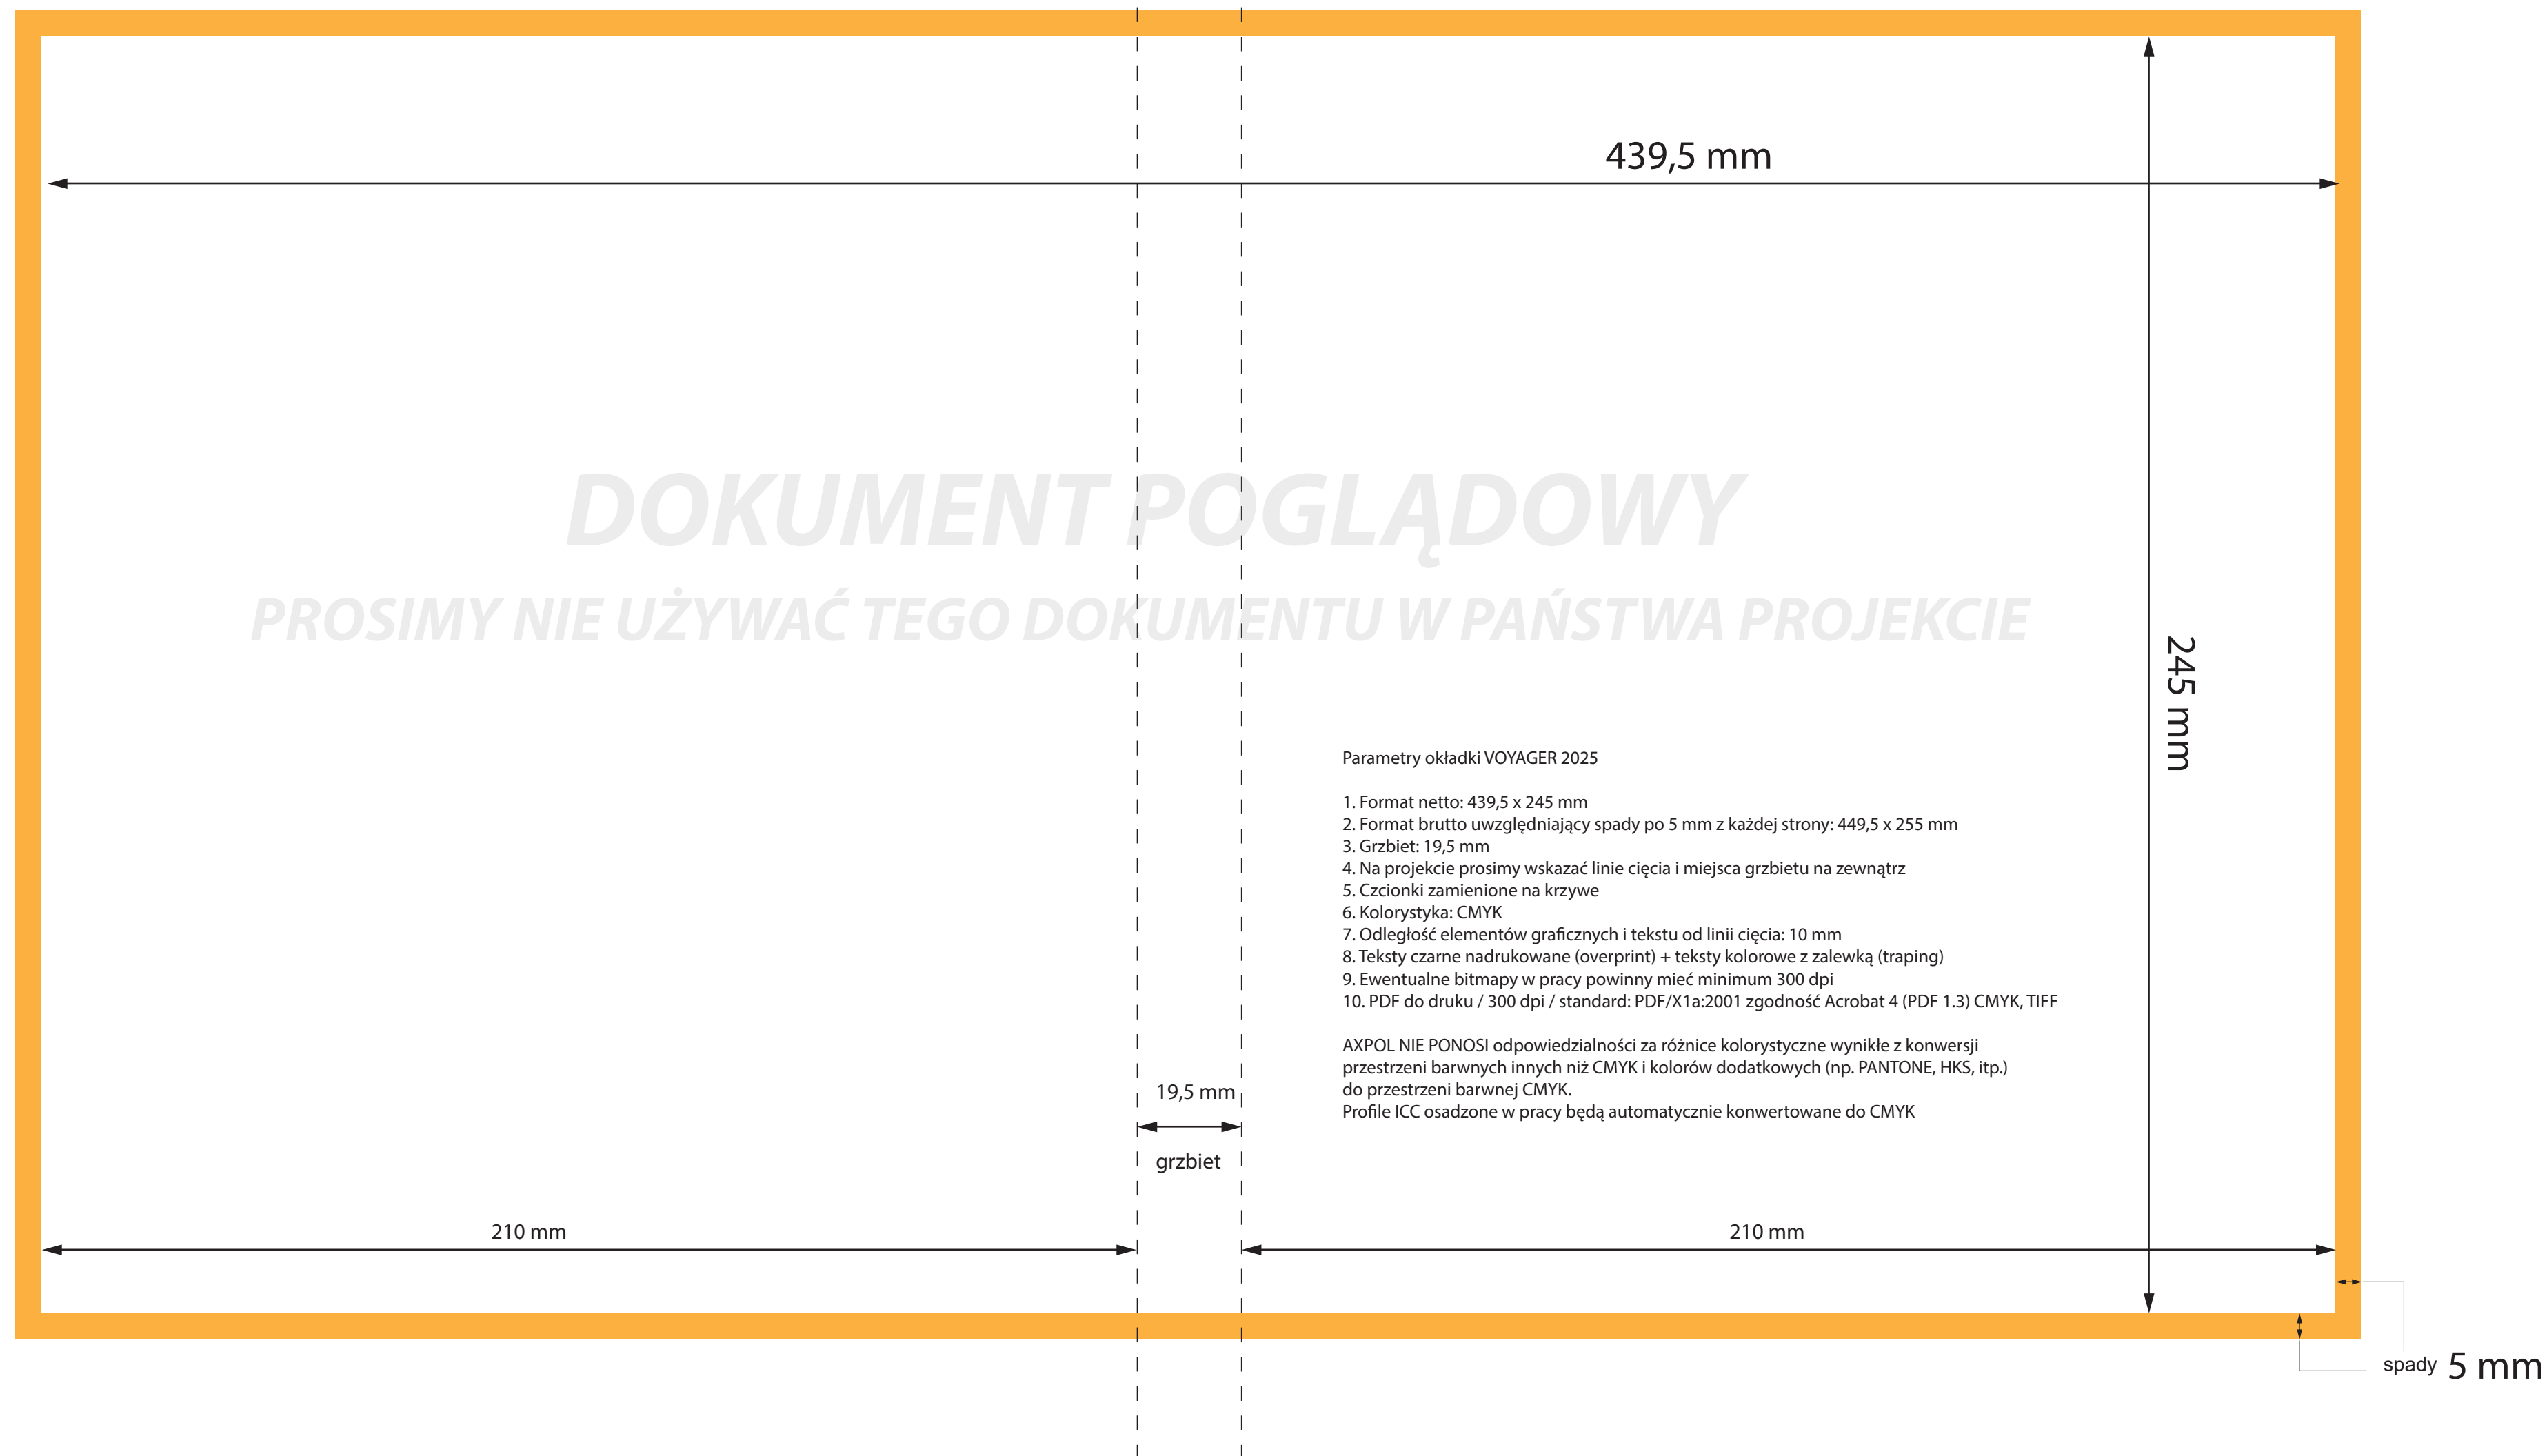 439,5 mm
DOKUMENT POGLĄDOWY
PROSIMY NIE UŻYWAĆ TEGO DOKUMENTU W PAŃSTWA PROJEKCIE
245 mm
Parametry okładki VOYAGER 2025
1. Format netto: 439,5 x 245 mm
2. Format brutto uwzględniający spady po 5 mm z każdej strony: 449,5 x 255 mm
3. Grzbiet: 19,5 mm
4. Na projekcie prosimy wskazać linie cięcia i miejsca grzbietu na zewnątrz
5. Czcionki zamienione na krzywe
6. Kolorystyka: CMYK
7. Odległość elementów graficznych i tekstu od linii cięcia: 10 mm
8. Teksty czarne nadrukowane (overprint) + teksty kolorowe z zalewką (traping)
9. Ewentualne bitmapy w pracy powinny mieć minimum 300 dpi
10. PDF do druku / 300 dpi / standard: PDF/X1a:2001 zgodność Acrobat 4 (PDF 1.3) CMYK, TIFF
AXPOL NIE PONOSI odpowiedzialności za różnice kolorystyczne wynikłe z konwersji
przestrzeni barwnych innych niż CMYK i kolorów dodatkowych (np. PANTONE, HKS, itp.)
do przestrzeni barwnej CMYK.
Profile ICC osadzone w pracy będą automatycznie konwertowane do CMYK
19,5 mm
grzbiet
210 mm
210 mm
spady 5 mm